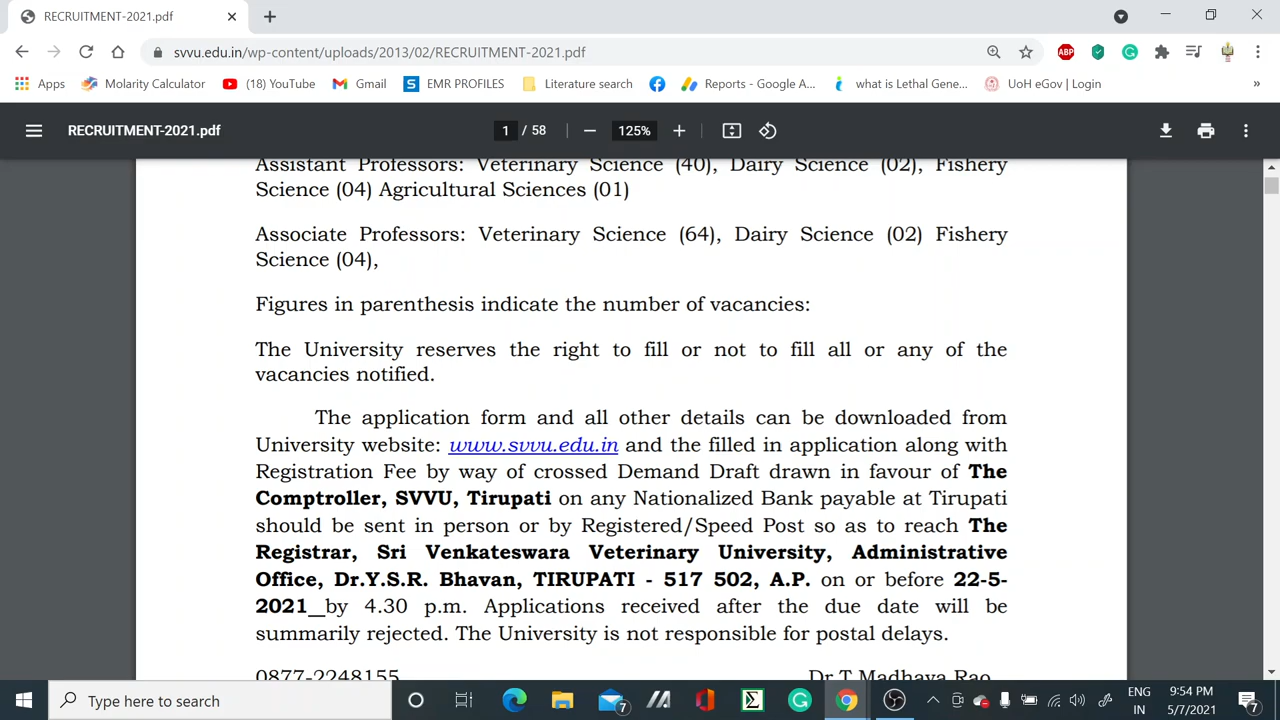 RECRUITMENT-2021.pdf
svvu.edu.in/wp-content/uploads/2013/02/RECRUITMENT-2021.pdf
ABP
Apps Molarity Calculator (18) YouTube Gmail S EMR PROFILES Literature search Reports - Google A... what is Lethal Gene... UoH eGov | Login »
RECRUITMENT-2021.pdf 1 / 58 125%
Assistant Professors: Veterinary Science (40), Dairy Science (02), Fishery
Science (04) Agricultural Sciences (01)
Associate Professors: Veterinary Science (64), Dairy Science (02) Fishery
Science (04),
Figures in parenthesis indicate the number of vacancies:
The University reserves the right to fill or not to fill all or any of the
vacancies notified.
The application form and all other details can be downloaded from
University website: www.svvu.edu.in and the filled in application along with
Registration Fee by way of crossed Demand Draft drawn in favour of The
Comptroller, SVVU, Tirupati on any Nationalized Bank payable at Tirupati
should be sent in person or by Registered/Speed Post so as to reach The
Registrar, Sri Venkateswara Veterinary University, Administrative
Office, Dr.Y.S.R. Bhavan, TIRUPATI - 517 502, A.P. on or before 22-5-
2021_by 4.30 p.m. Applications received after the due date will be
summarily rejected. The University is not responsible for postal delays.
0877-2248155 Dr.T.Madhava Rao
Type here to search 7 ENG 9:54 PM
IN 5/7/2021 7